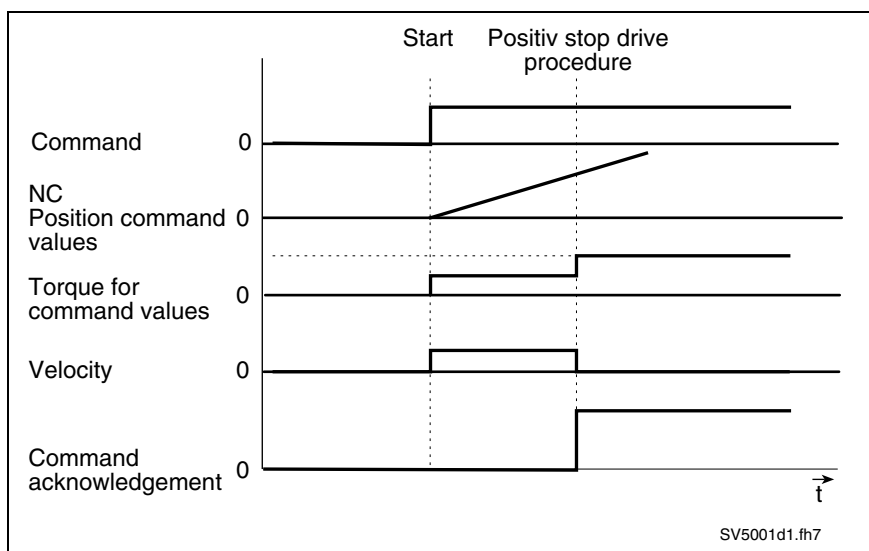 Start
Positiv stop drive
procedure
Command 0
NC
Position command 0
values
Torque for 0
command values
Velocity 0
Command 0
acknowledgement
t
SV5001d1.fh7